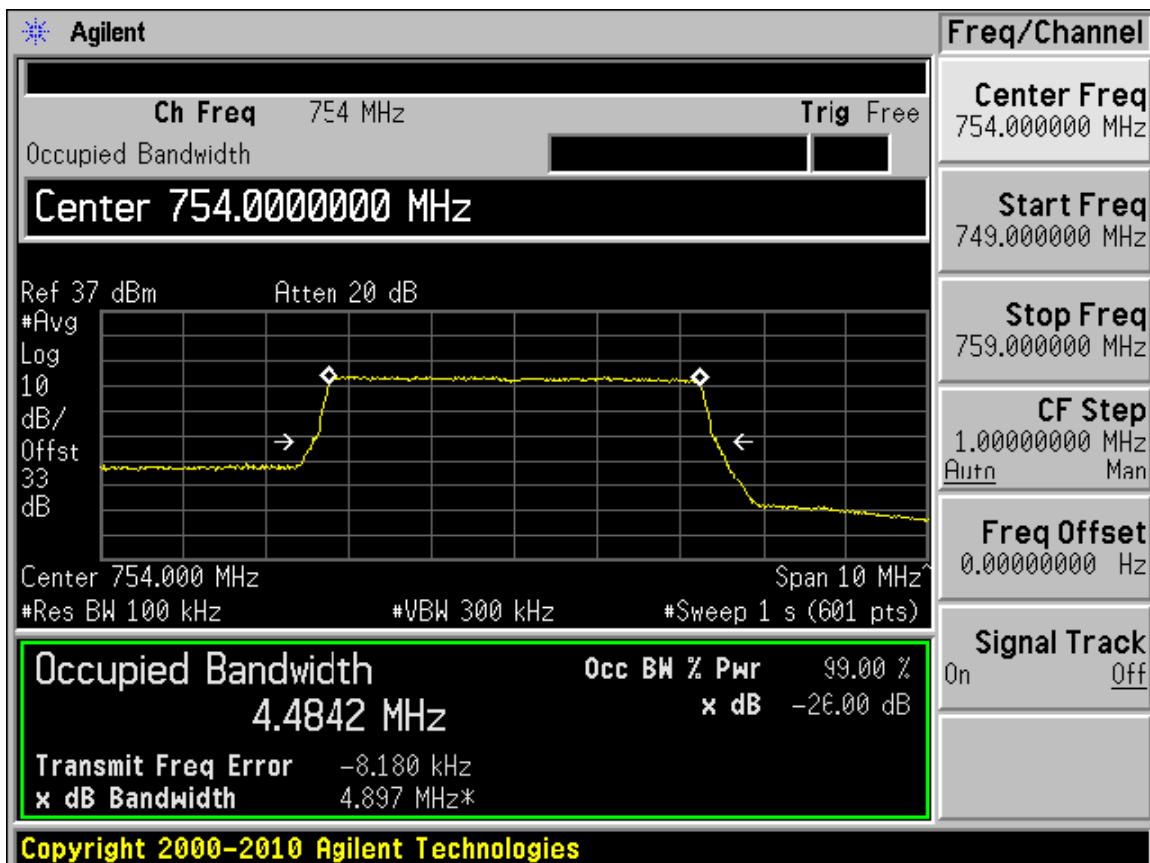 Agilent
Freq/Channel
Ch Freq 754 MHz Trig Free
Occupied Bandwidth
Center 754.0000000 MHz
Ref 37 dBm Atten 20 dB
#Avg
Log
10
dB/
Offst
33
dB
Center 754.000 MHz Span 10 MHz^
#Res BW 100 kHz #VBW 300 kHz #Sweep 1 s (601 pts)
Occupied Bandwidth
4.4842 MHz
Occ BW % Pwr 99.00 %
x dB -26.00 dB
Transmit Freq Error -8.180 kHz
x dB Bandwidth 4.897 MHz*
Center Freq
754.000000 MHz
Start Freq
749.000000 MHz
Stop Freq
759.000000 MHz
CF Step
1.00000000 MHz
Auto Man
Freq Offset
0.00000000 Hz
Signal Track
On Off
Copyright 2000-2010 Agilent Technologies